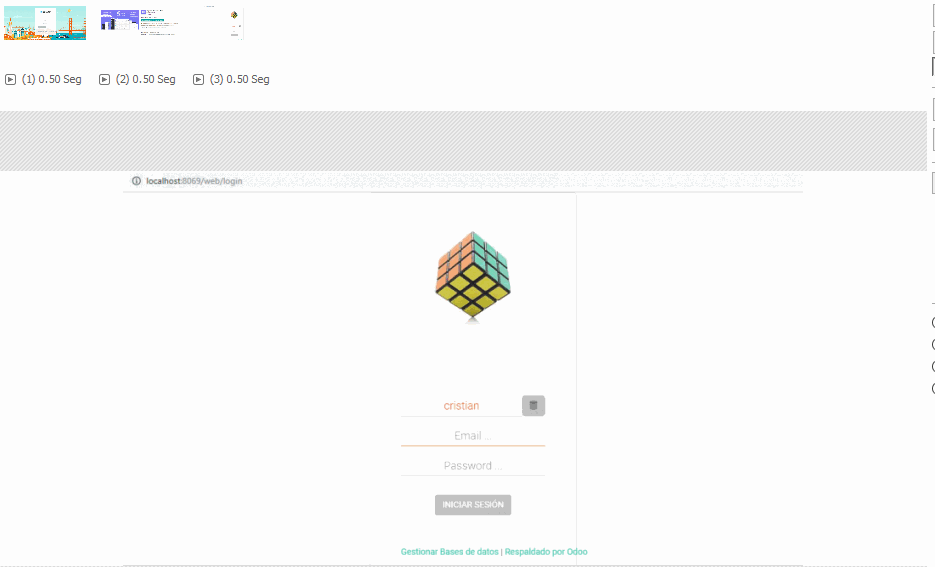 (1) 0.50 Seg (2) 0.50 Seg (3) 0.50 Seg
localhost:8069/web/login
cristian
Email ...
Password ...
INICIAR SESIÓN
Gestionar Bases de datos | Respaldado por Odoo